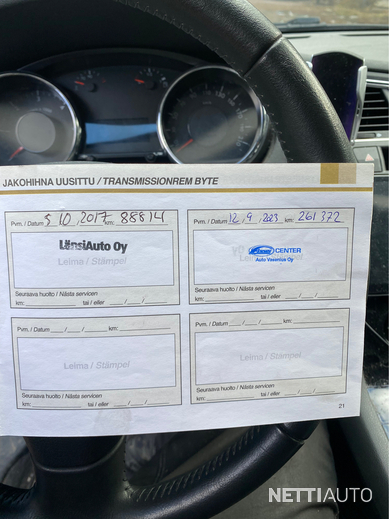 JAKOHIHNA UUSITTU / TRANSMISSIONREM BYTE
Pvm. / Datum 5 10 , 2017 km: 88814
LänsiAuto Oy
Leima / Stämpel
Seuraava huolto / Nästa servicen
km: tai / eller / /
Pvm. / Datum 12 , 9 , 2023 km: 261 372
CENTER
Auto Vasenius Oy
Seuraava huolto / Nästa servicen
km: tai / eller / /
Pvm. / Datum / / km:
Leima / Stämpel
Seuraava huolto / Nästa servicen
km: tai / eller / /
Pvm. / Datum / / km:
Leima / Stämpel
Seuraava huolto / Nästa servicen
km: tai / eller / /
21
NETTIAUTO